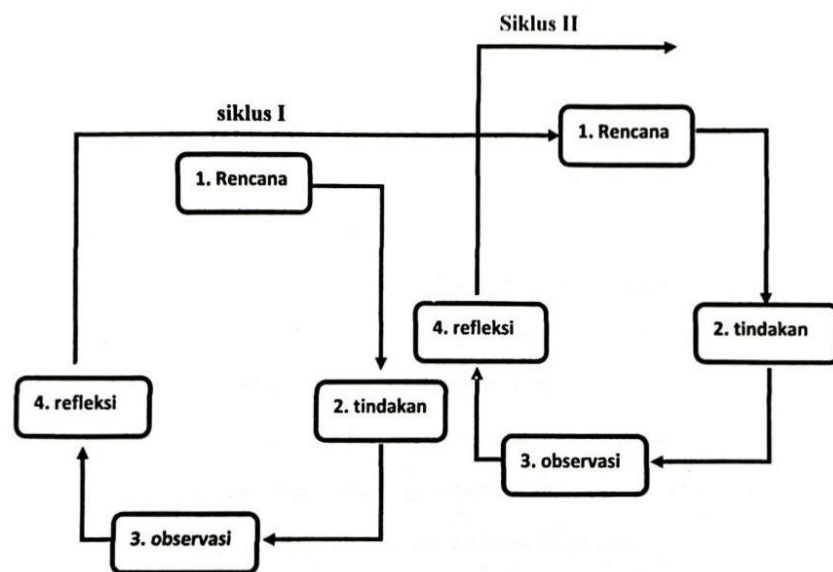 Siklus II
siklus I
1. Rencana
1. Rencana
4. refleksi
2. tindakan
4. refleksi
2. tindakan
3. observasi
3. observasi